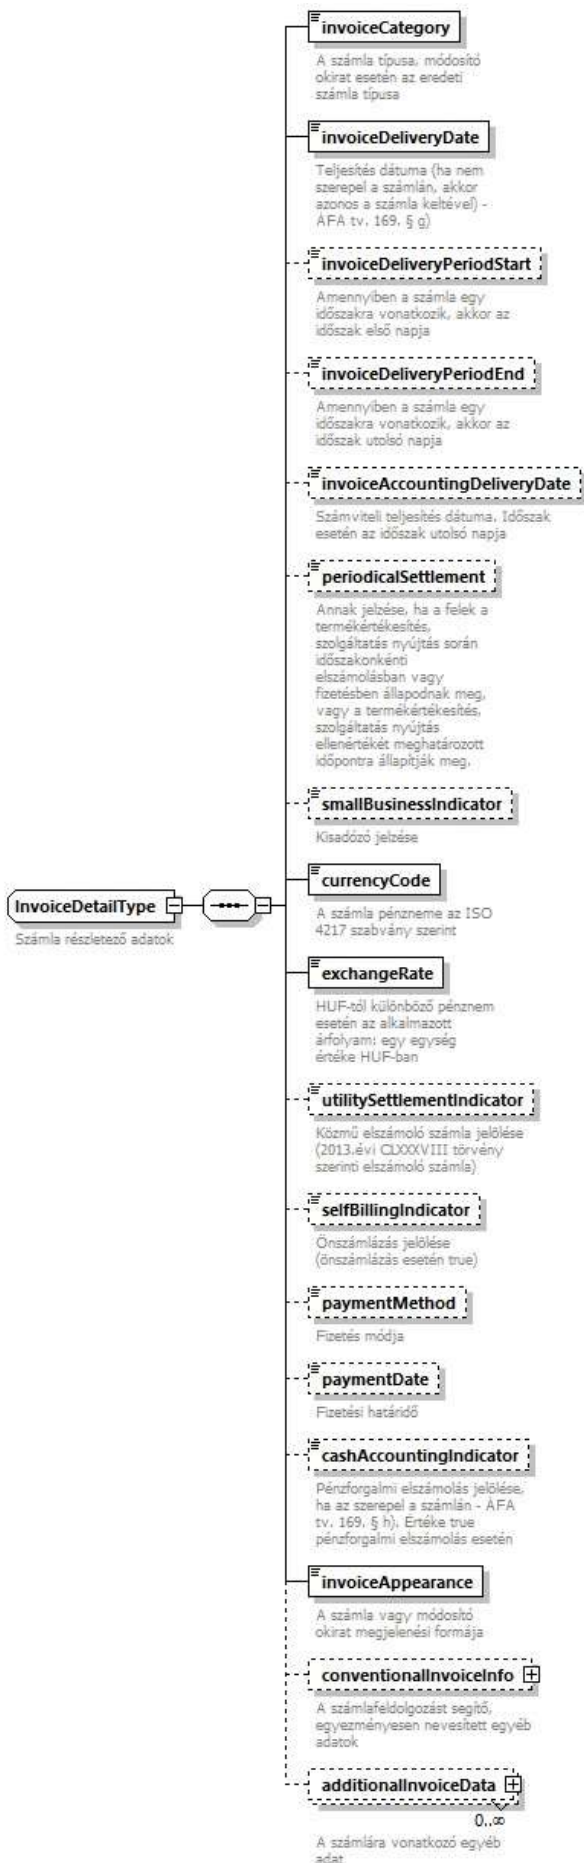 invoiceCategory
A számla típusa, módosító
okirat esetén az eredeti
számla típusa
invoiceDeliveryDate
Teljesítés dátuma (ha nem
szerepel a számlán, akkor
azonos a számla keltével) -
ÁFA tv. 169. § g)
invoiceDeliveryPeriodStart
Amennyiben a számla egy
időszakra vonatkozik, akkor az
időszak első napja
invoiceDeliveryPeriodEnd
Amennyiben a számla egy
időszakra vonatkozik, akkor az
időszak utolsó napja
invoiceAccountingDeliveryDate
Számviteli teljesítés dátuma. Időszak
esetén az időszak utolsó napja
periodicalSettlement
Annak jelzése, ha a felek a
termékértékesítés,
szolgáltatás nyújtás során
időszakonkénti
elszámolásban vagy
fizetésben állapodnak meg,
vagy a termékértékesítés,
szolgáltatás nyújtás
ellenértékét meghatározott
időpontra állapítják meg.
smallBusinessIndicator
Kisadózó jelzése
currencyCode
A számla pénzneme az ISO
4217 szabvány szerint
InvoiceDetailType
Számla részletező adatok
exchangeRate
HUF-tól különböző pénznem
esetén az alkalmazott
árfolyam: egy egység
értéke HUF-ban
utilitySettlementIndicator
Közmű elszámoló számla jelölése
(2013.évi CLXXXVIII törvény
szerinti elszámoló számla)
selfBillingIndicator
Önszámlázás jelölése
(önszámlázás esetén true)
paymentMethod
Fizetés módja
paymentDate
Fizetési határidő
cashAccountingIndicator
Pénzforgalmi elszámolás jelölése,
ha az szerepel a számlán - ÁFA
tv. 169. § h). Értéke true
pénzforgalmi elszámolás esetén
invoiceAppearance
A számla vagy módosító
okirat megjelenési formája
conventionalInvoiceInfo
A számlafeldolgozást segítő,
egyezményesen nevesített egyéb
adatok
additionalInvoiceData
0..∞
A számlára vonatkozó egyéb
adat